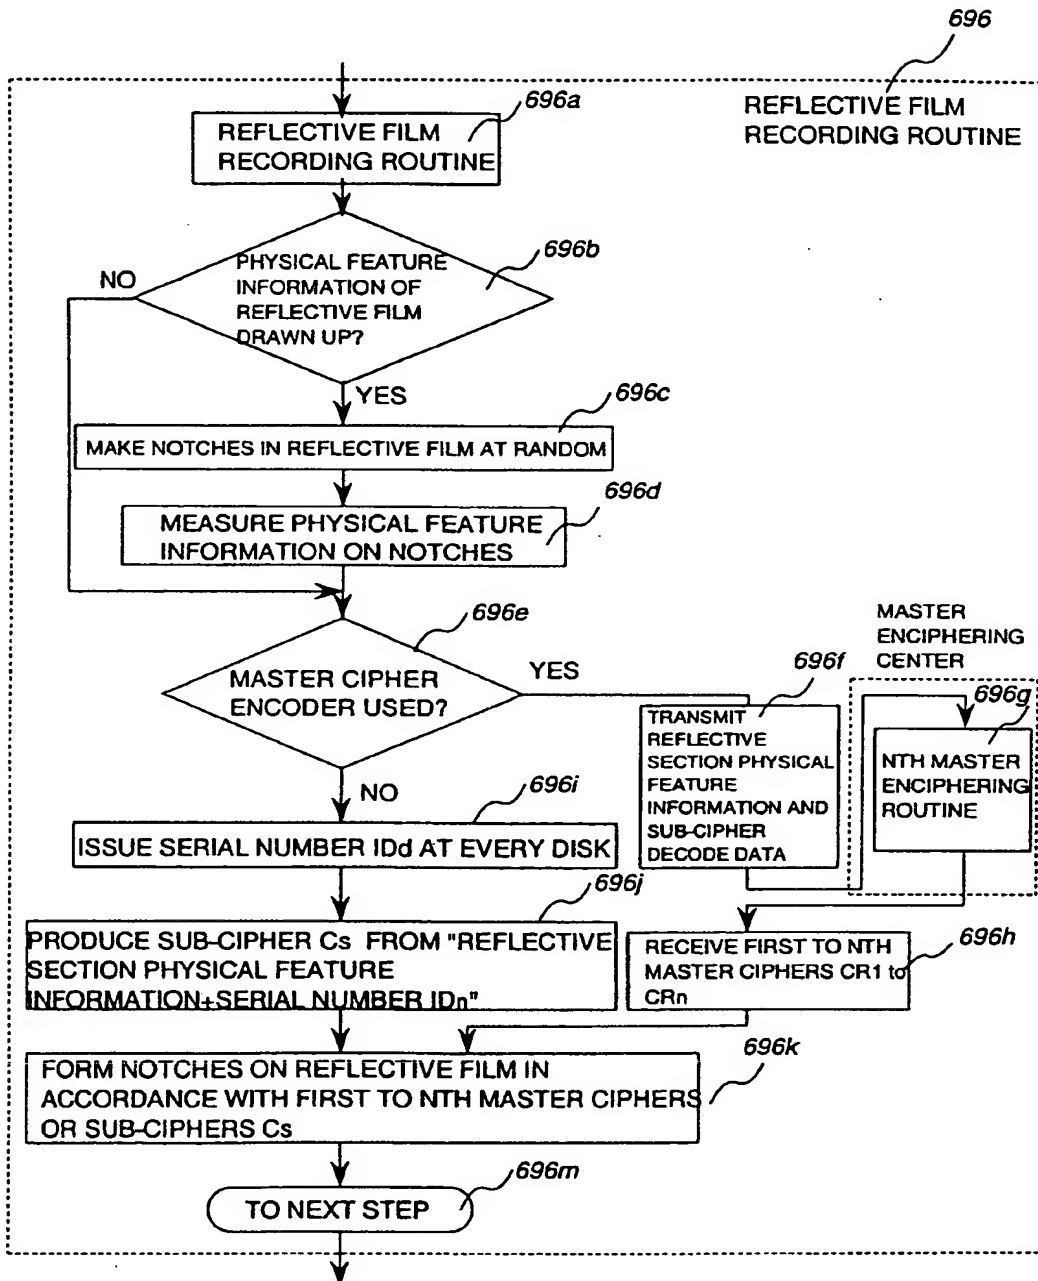 696
REFLECTIVE FILM
RECORDING ROUTINE
696a
REFLECTIVE FILM
RECORDING ROUTINE
696b
PHYSICAL FEATURE
INFORMATION OF
REFLECTIVE FILM
DRAWN UP?
NO
YES
696c
MAKE NOTCHES IN REFLECTIVE FILM AT RANDOM
696d
MEASURE PHYSICAL FEATURE
INFORMATION ON NOTCHES
696e
MASTER CIPHER
ENCODER USED?
YES
NO
696f
TRANSMIT
REFLECTIVE
SECTION PHYSICAL
FEATURE
INFORMATION AND
SUB-CIPHER
DECODE DATA
MASTER
ENCIPHERING
CENTER
696g
NTH MASTER
ENCIPHERING
ROUTINE
696i
ISSUE SERIAL NUMBER IDd AT EVERY DISK
696j
PRODUCE SUB-CIPHER Cs FROM "REFLECTIVE
SECTION PHYSICAL FEATURE
INFORMATION+SERIAL NUMBER IDn"
696h
RECEIVE FIRST TO NTH
MASTER CIPHERS CR1 to
CRn
696k
FORM NOTCHES ON REFLECTIVE FILM IN
ACCORDANCE WITH FIRST TO NTH MASTER CIPHERS
OR SUB-CIPHERS Cs
696m
TO NEXT STEP